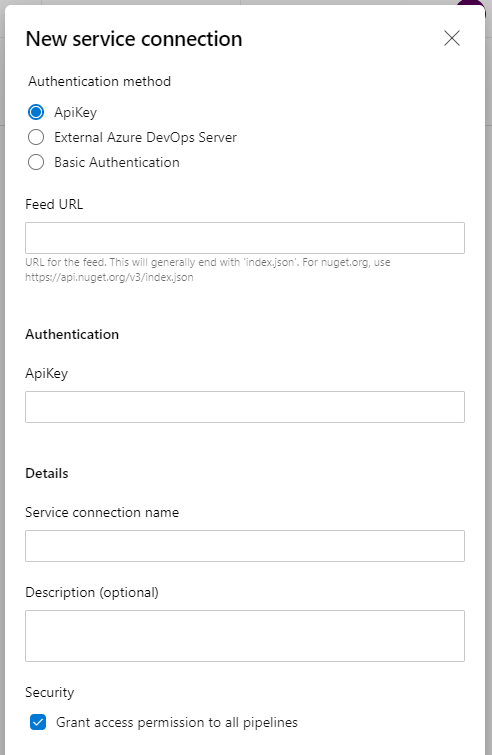 New service connection
Authentication method
ApiKey
External Azure DevOps Server
Basic Authentication
Feed URL
URL for the feed. This will generally end with 'index.json'. For nuget.org, use
https://api.nuget.org/v3/index.json
Authentication
ApiKey
Details
Service connection name
Description (optional)
Security
Grant access permission to all pipelines